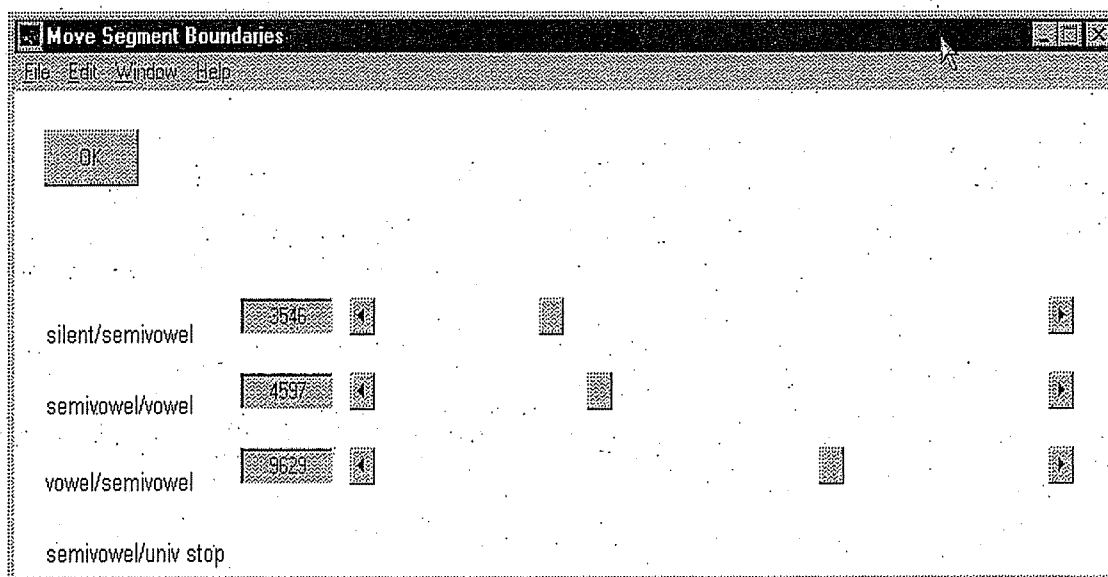 Move Segment Boundaries
File Edit Window Help
OK
silent/semivowel 3546
semivowel/vowel 4597
vowel/semivowel 9629
semivowel/univ stop